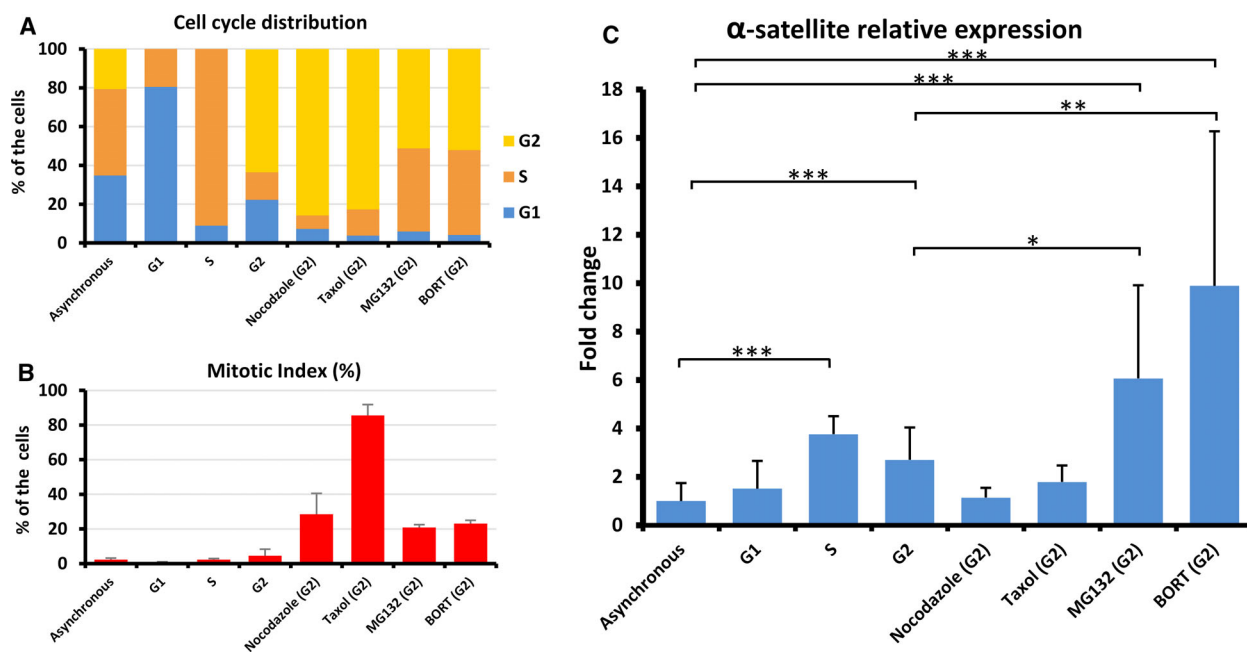 A
Cell cycle distribution
% of the cells
100
80
60
40
20
0
G2
S
G1
Asynchronous
G1
S
G2
Nocodzole (G2)
Taxol (G2)
MG132 (G2)
BORT (G2)
B
Mitotic Index (%)
% of the cells
100
80
60
40
20
0
Asynchronous
G1
S
G2
Nocodazole (G2)
Taxol (G2)
MG132 (G2)
BORT (G2)
C
α-satellite relative expression
Fold change
18
16
14
12
10
8
6
4
2
0
***
***
**
***
*
***
Asynchronous
G1
S
G2
Nocodazole (G2)
Taxol (G2)
MG132 (G2)
BORT (G2)